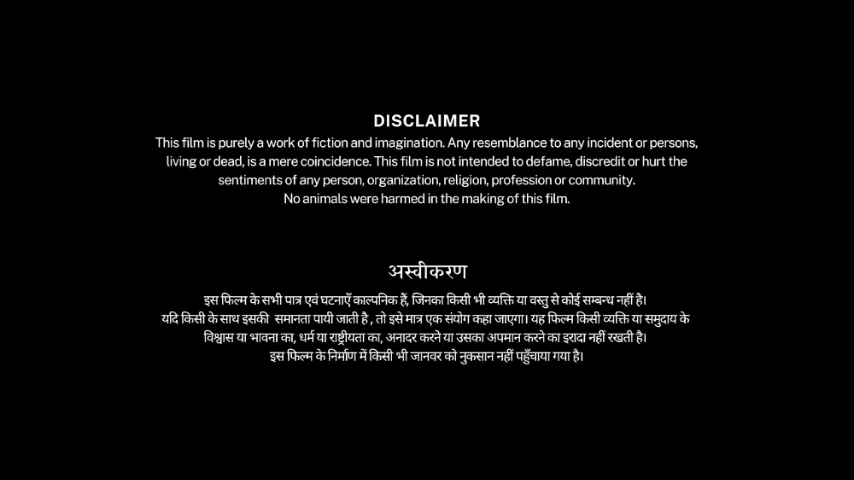 DISCLAIMER
This film is purely a work of fiction and imagination. Any resemblance to any incident or persons,
living or dead, is a mere coincidence. This film is not intended to defame, discredit or hurt the
sentiments of any person, organization, religion, profession or community.
No animals were harmed in the making of this film.
अस्वीकरण
इस फिल्म के सभी पात्र एवं घटनाएँ काल्पनिक हैं, जिनका किसी भी व्यक्ति या वस्तु से कोई सम्बन्ध नहीं है।
यदि किसी के साथ इसकी समानता पायी जाती है , तो इसे मात्र एक संयोग कहा जाएगा। यह फिल्म किसी व्यक्ति या समुदाय के
विश्वास या भावना का, धर्म या राष्ट्रीयता का, अनादर करने या उसका अपमान करने का इरादा नहीं रखती है।
इस फिल्म के निर्माण में किसी भी जानवर को नुकसान नहीं पहुँचाया गया है।